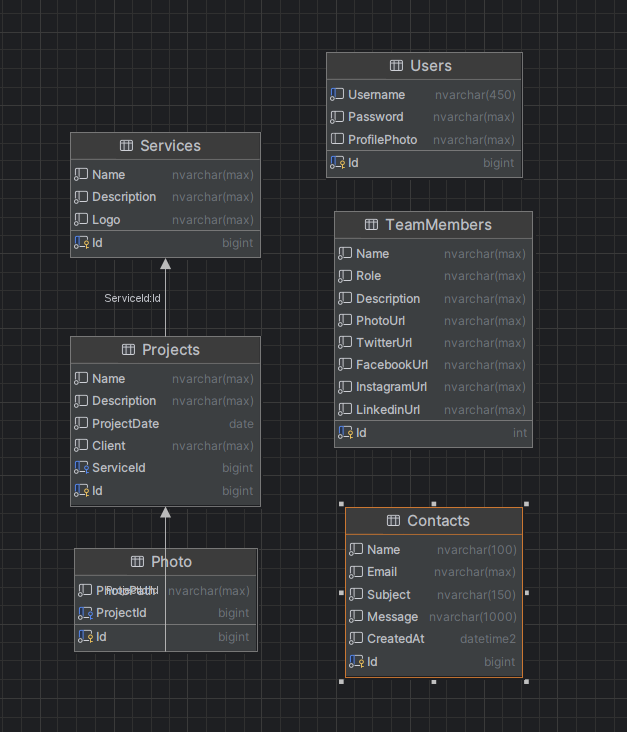 Users
Username nvarchar(450)
Password nvarchar(max)
ProfilePhoto nvarchar(max)
Id bigint
Services
Name nvarchar(max)
Description nvarchar(max)
Logo nvarchar(max)
Id bigint
ServiceId:Id
TeamMembers
Name nvarchar(max)
Role nvarchar(max)
Description nvarchar(max)
PhotoUrl nvarchar(max)
TwitterUrl nvarchar(max)
FacebookUrl nvarchar(max)
InstagramUrl nvarchar(max)
LinkedinUrl nvarchar(max)
Id int
Projects
Name nvarchar(max)
Description nvarchar(max)
ProjectDate date
Client nvarchar(max)
ServiceId bigint
Id bigint
Photo
PhotoPath nvarchar(max)
ProjectId:Id
ProjectId bigint
Id bigint
Contacts
Name nvarchar(100)
Email nvarchar(max)
Subject nvarchar(150)
Message nvarchar(1000)
CreatedAt datetime2
Id bigint